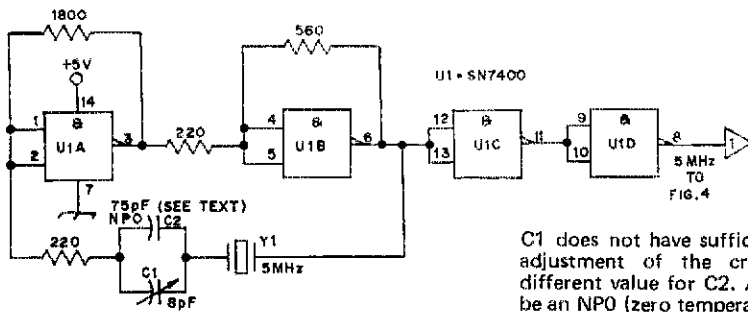 1800
+5V
14
1
&
3
2
U1A
7
220
560
4
&
6
5
U1B
U1 = SN7400
12
&
11
13
U1C
9
&
8
10
U1D
1
5 MHz
TO
FIG.4
75pF (SEE TEXT)
NPO
C2
220
C1
8pF
Y1
5MHz
C1 does not have suffic
adjustment of the cr
different value for C2. A
be an NP0 (zero tempera